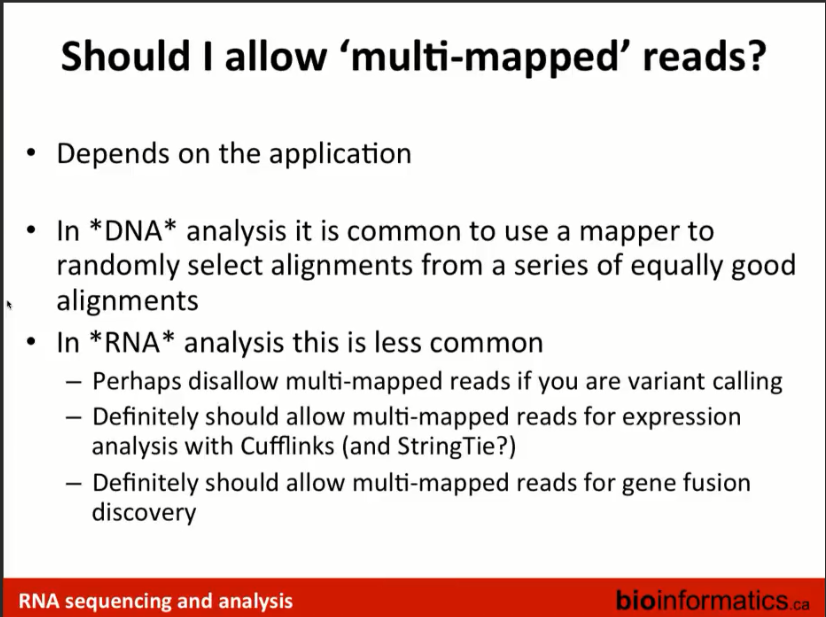 Should I allow ‘multi-mapped’ reads?
• Depends on the application
• In *DNA* analysis it is common to use a mapper to
randomly select alignments from a series of equally good
alignments
• In *RNA* analysis this is less common
– Perhaps disallow multi-mapped reads if you are variant calling
– Definitely should allow multi-mapped reads for expression
analysis with Cufflinks (and StringTie?)
– Definitely should allow multi-mapped reads for gene fusion
discovery
RNA sequencing and analysis
bioinformatics.ca